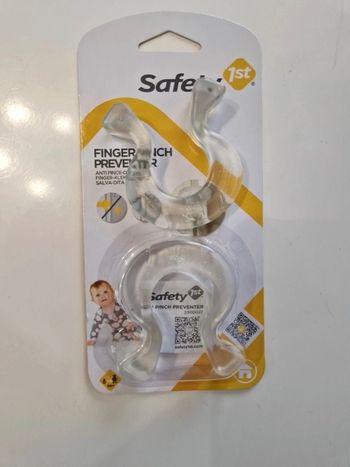 Safety 1st
FINGER PINCH
PREVENTER
ANTI PINCE-D
FINGER-KLEM
SALVA-DITA
Safety 1st
PINCH PREVENTER
safety1st.com